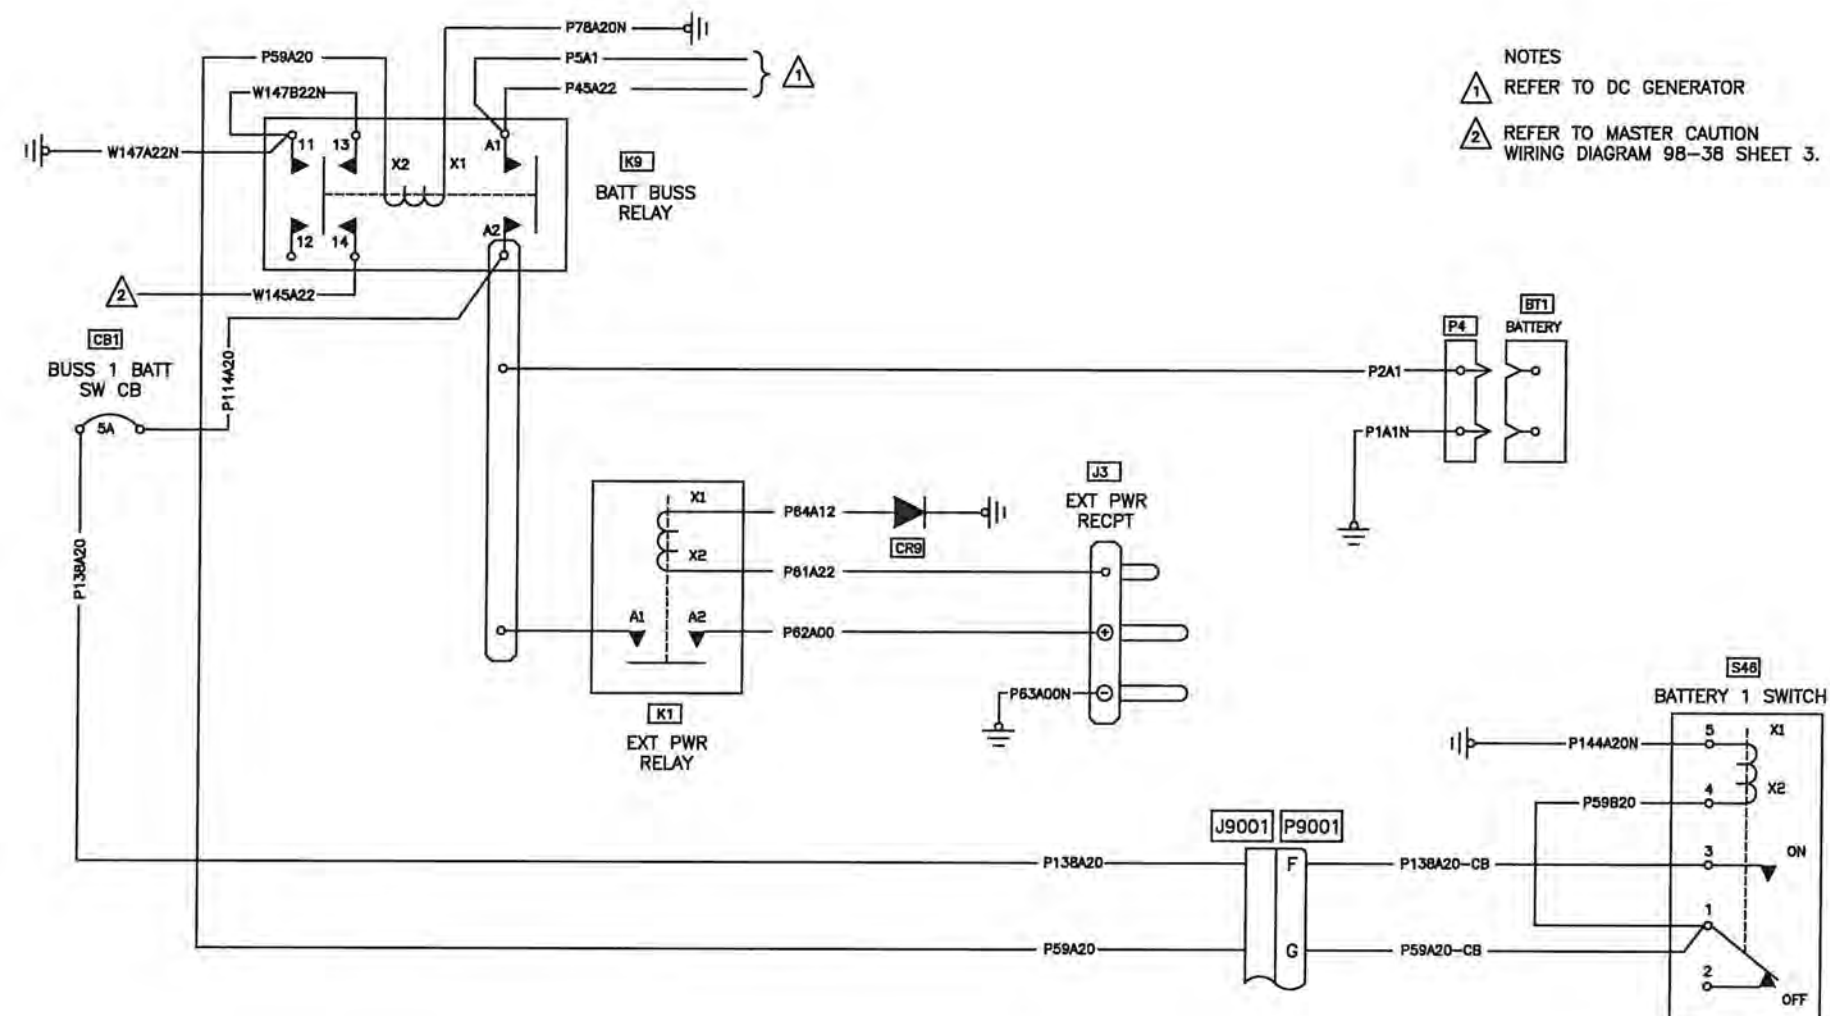 P78A20N
P59A20
P5A1
P45A22
1
W147B22N
W147A22N
11
13
X2
X1
A1
12
14
A2
K9
BATT BUSS
RELAY
NOTES
1 REFER TO DC GENERATOR
2 REFER TO MASTER CAUTION
WIRING DIAGRAM 98-38 SHEET 3.
2
W145A22
CB1
BUSS 1 BATT
SW CB
5A
P114A20
P138A20
P4
BT1
BATTERY
P2A1
P1A1N
X1
X2
A1
A2
P64A12
CR9
P61A22
P62A00
K1
EXT PWR
RELAY
J3
EXT PWR
RECPT
+
-
P63A00N
S46
BATTERY 1 SWITCH
P144A20N
5
X1
P59B20
4
X2
J9001
P9001
P138A20
F
P138A20-CB
3
ON
1
P59A20
G
P59A20-CB
2
OFF